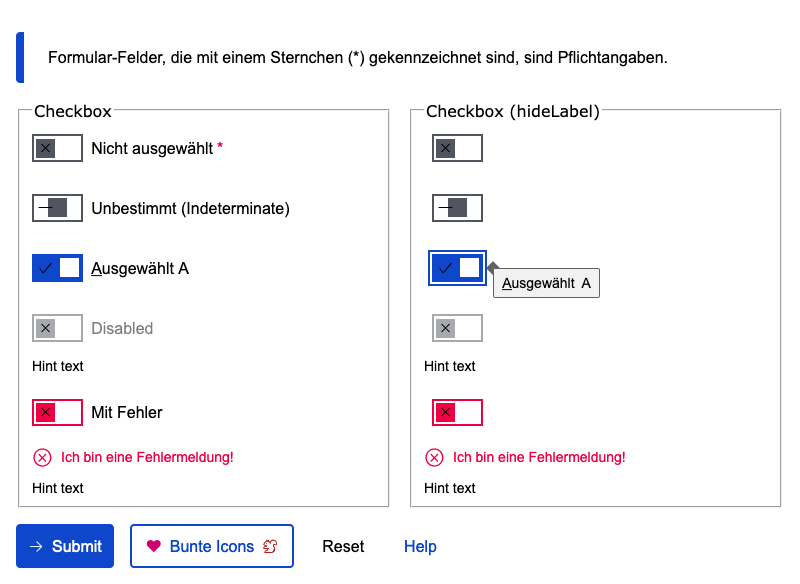 Formular-Felder, die mit einem Sternchen (*) gekennzeichnet sind, sind Pflichtangaben.
Checkbox
Nicht ausgewählt *
Unbestimmt (Indeterminate)
Ausgewählt A
Disabled
Hint text
Mit Fehler
Ich bin eine Fehlermeldung!
Hint text
Checkbox (hideLabel)
Ausgewählt A
Hint text
Ich bin eine Fehlermeldung!
Hint text
Submit
Bunte Icons
Reset
Help